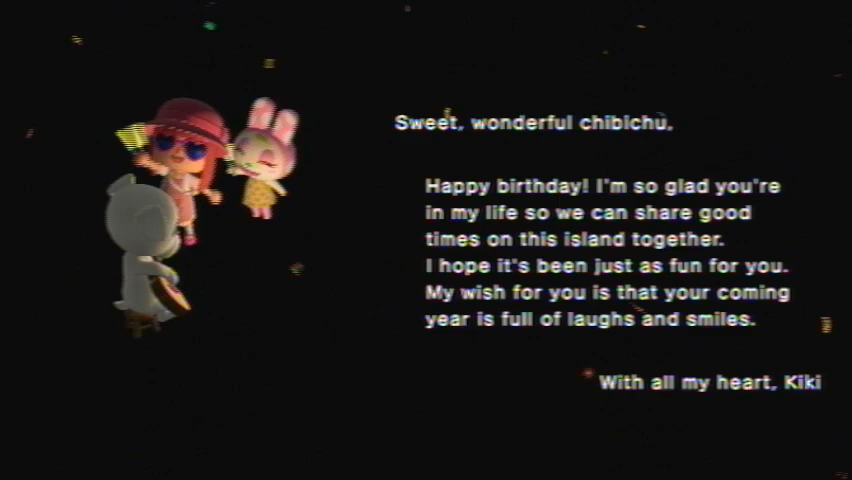 Sweet, wonderful chibichu,
Happy birthday! I'm so glad you're
in my life so we can share good
times on this island together.
I hope it's been just as fun for you.
My wish for you is that your coming
year is full of laughs and smiles.
With all my heart, Kiki